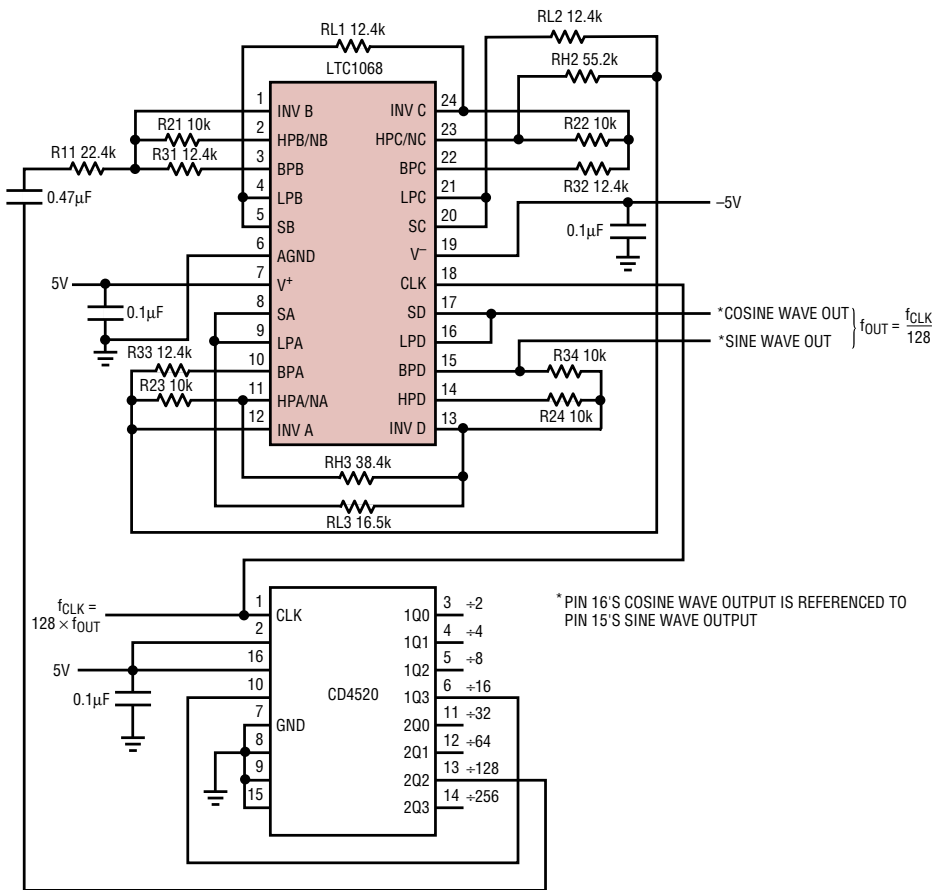 RL1 12.4k
LTC1068
RL2 12.4k
RH2 55.2k
1 INV B
2 HPB/NB
3 BPB
4 LPB
5 SB
6 AGND
7 V+
8 SA
9 LPA
10 BPA
11 HPA/NA
12 INV A
INV C 24
HPC/NC 23
BPC 22
LPC 21
SC 20
V− 19
CLK 18
SD 17
LPD 16
BPD 15
HPD 14
INV D 13
R21 10k
R11 22.4k
R31 12.4k
0.47µF
R22 10k
R32 12.4k
–5V
0.1µF
5V
0.1µF
R33 12.4k
R23 10k
*COSINE WAVE OUT
*SINE WAVE OUT
fOUT = fCLK
128
R34 10k
R24 10k
RH3 38.4k
RL3 16.5k
fCLK =
128 × fOUT
5V
0.1µF
1 CLK
2
16
10
7 GND
8
9
15
CD4520
1Q0 3 ÷2
1Q1 4 ÷4
1Q2 5 ÷8
1Q3 6 ÷16
2Q0 11 ÷32
2Q1 12 ÷64
2Q2 13 ÷128
2Q3 14 ÷256
*PIN 16'S COSINE WAVE OUTPUT IS REFERENCED TO
PIN 15'S SINE WAVE OUTPUT